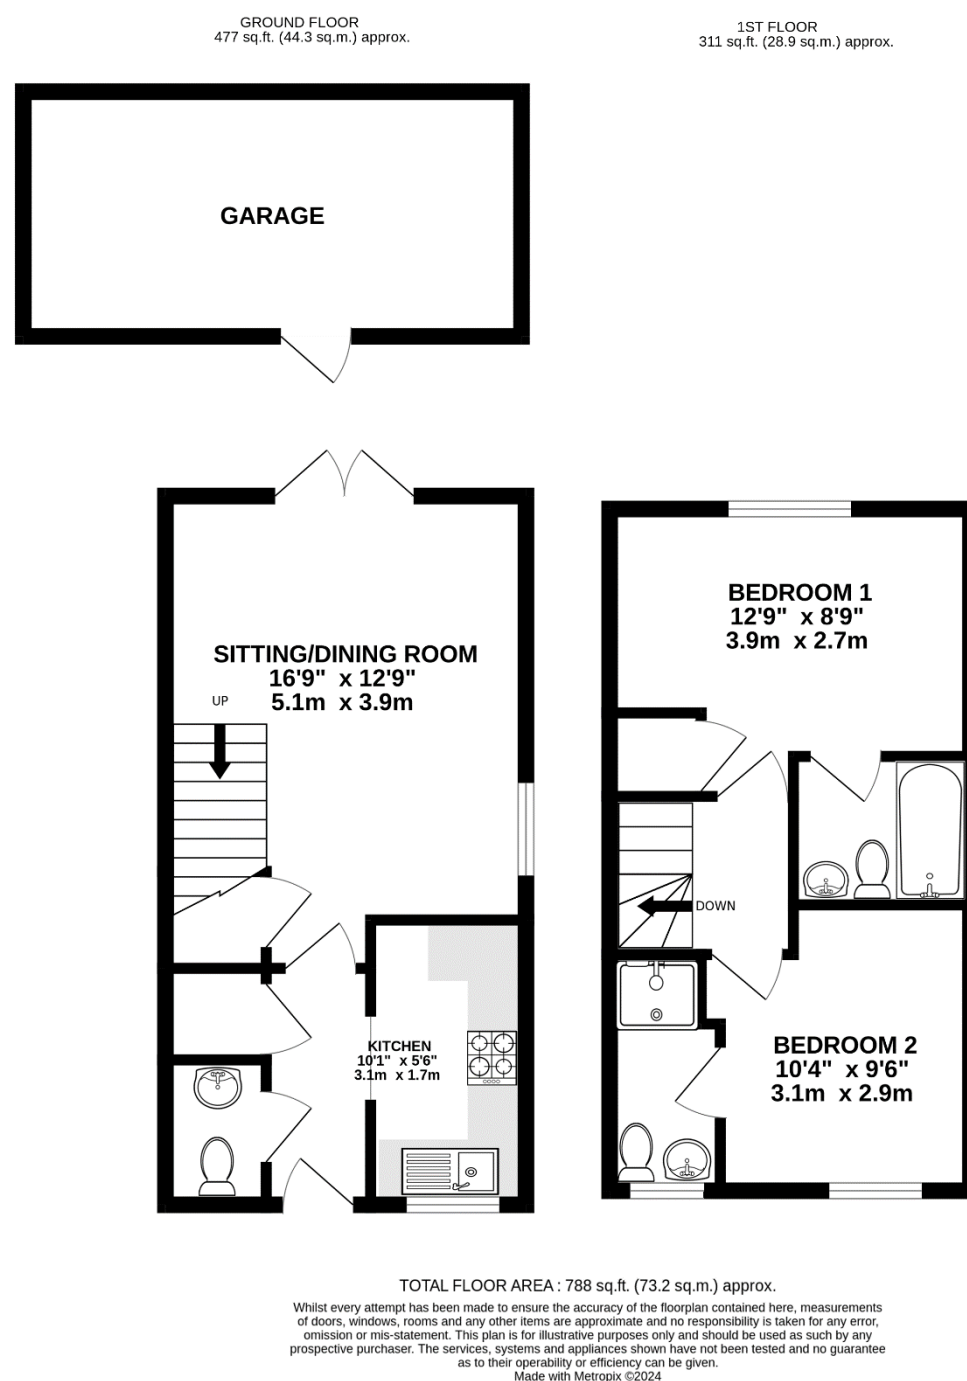 GROUND FLOOR
477 sq.ft. (44.3 sq.m.) approx.
1ST FLOOR
311 sq.ft. (28.9 sq.m.) approx.
GARAGE
SITTING/DINING ROOM
16'9" x 12'9"
5.1m x 3.9m
UP
KITCHEN
10'1" x 5'6"
3.1m x 1.7m
BEDROOM 1
12'9" x 8'9"
3.9m x 2.7m
DOWN
BEDROOM 2
10'4" x 9'6"
3.1m x 2.9m
TOTAL FLOOR AREA : 788 sq.ft. (73.2 sq.m.) approx.
Whilst every attempt has been made to ensure the accuracy of the floorplan contained here, measurements
of doors, windows, rooms and any other items are approximate and no responsibility is taken for any error,
omission or mis-statement. This plan is for illustrative purposes only and should be used as such by any
prospective purchaser. The services, systems and appliances shown have not been tested and no guarantee
as to their operability or efficiency can be given.
Made with Metropix ©2024